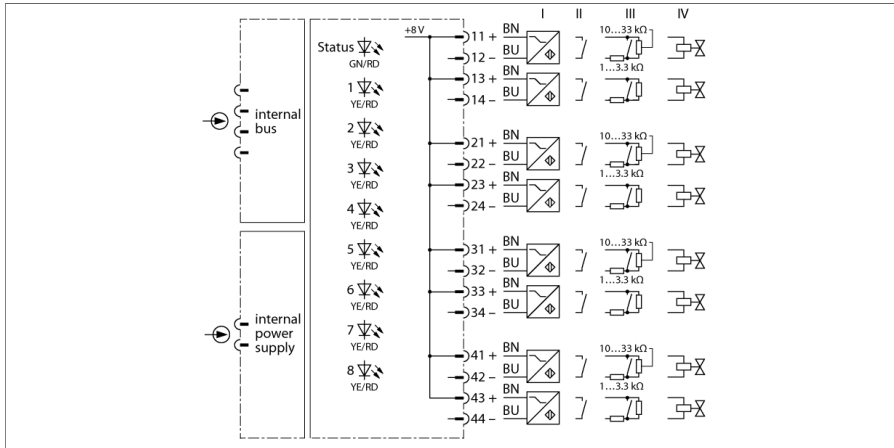 I II III IV
+8 V 11 + BN 10…33 kΩ
Status 12 – BU
GN/RD 1…3.3 kΩ
13 + BN
1 14 – BU
YE/RD
internal
bus
2
YE/RD
21 + BN 10…33 kΩ
22 – BU
3 1…3.3 kΩ
YE/RD
23 + BN
24 – BU
4
YE/RD
31 + BN 10…33 kΩ
5
YE/RD
32 – BU
1…3.3 kΩ
6 33 + BN
YE/RD
34 – BU
internal
power
supply
7
YE/RD
41 + BN 10…33 kΩ
8 42 – BU
YE/RD
1…3.3 kΩ
43 + BN
44 – BU